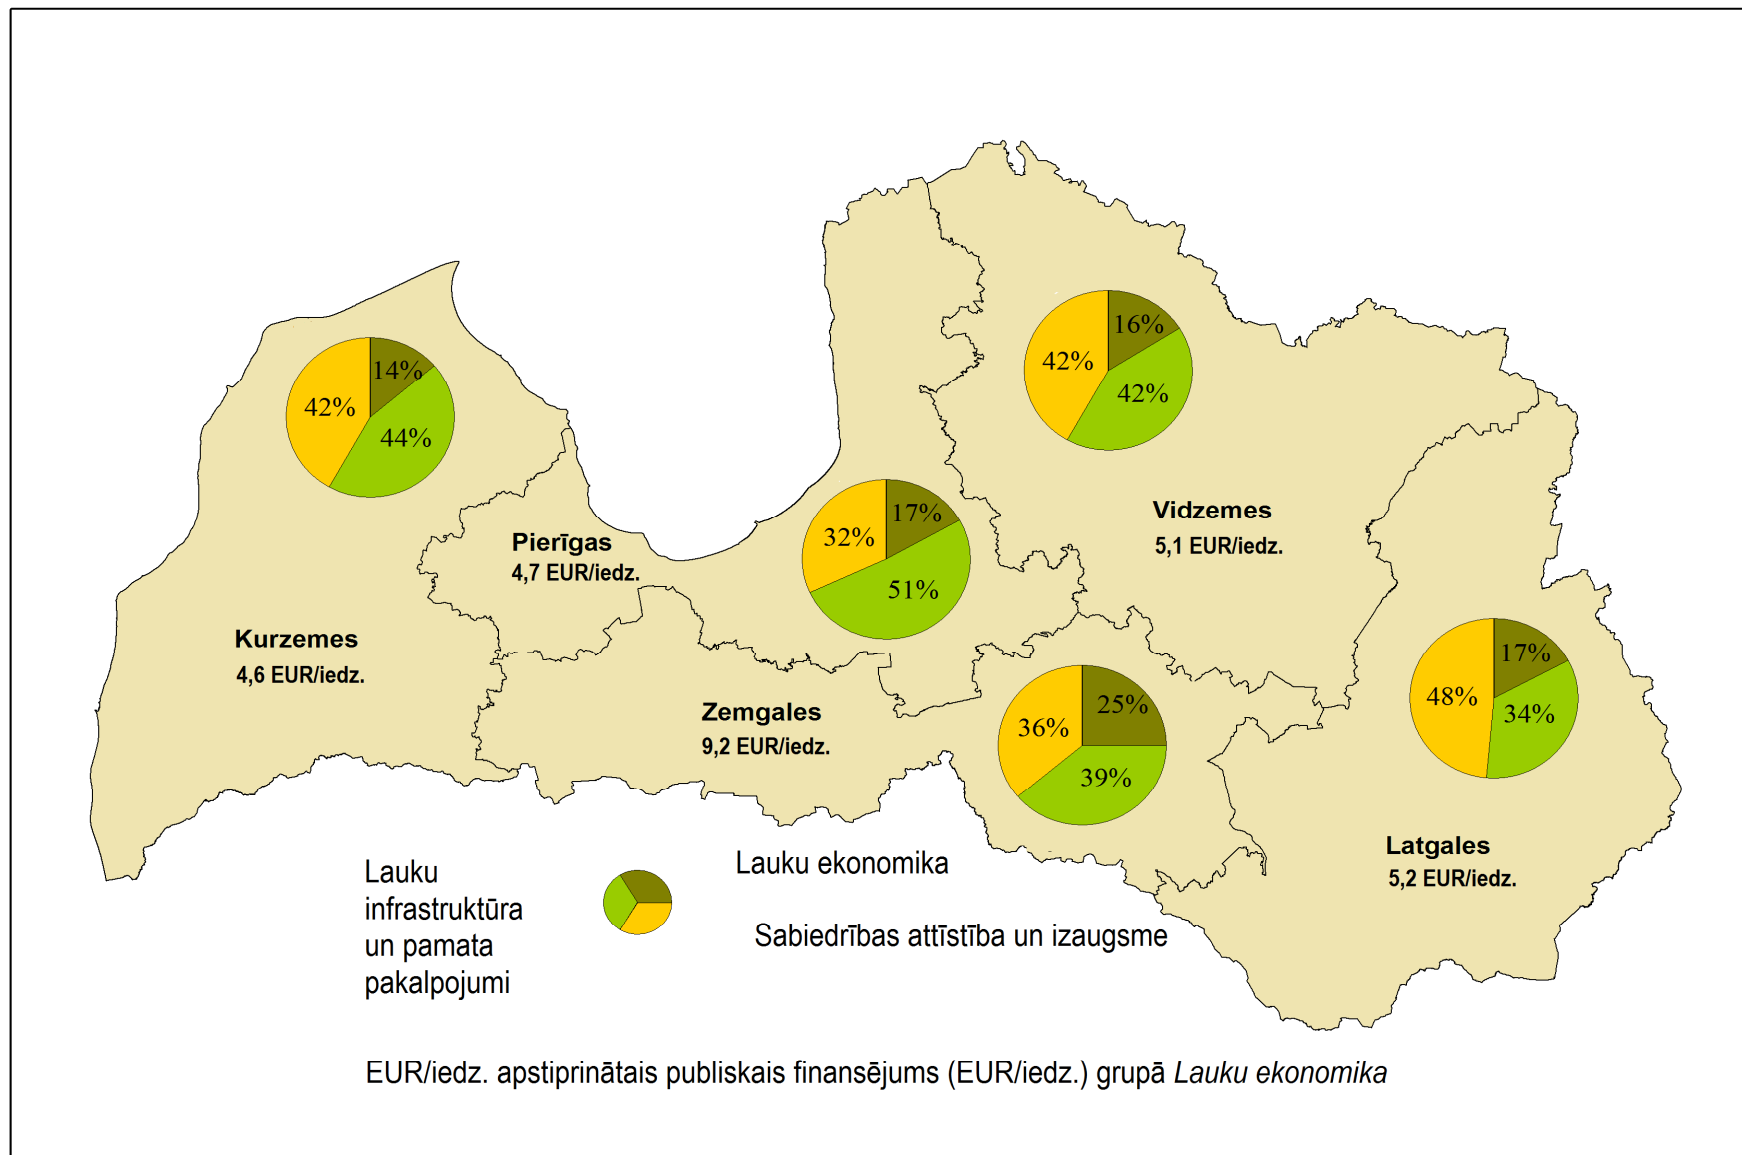 16%
42%
42%
14%
42%
44%
17%
32%
51%
Vidzemes
5,1 EUR/iedz.
Pierīgas
4,7 EUR/iedz.
Kurzemes
4,6 EUR/iedz.
17%
48%
34%
25%
36%
39%
Zemgales
9,2 EUR/iedz.
Latgales
5,2 EUR/iedz.
Lauku
infrastruktūra
un pamata
pakalpojumi
Lauku ekonomika
Sabiedrības attīstība un izaugsme
EUR/iedz. apstiprinātais publiskais finansējums (EUR/iedz.) grupā Lauku ekonomika